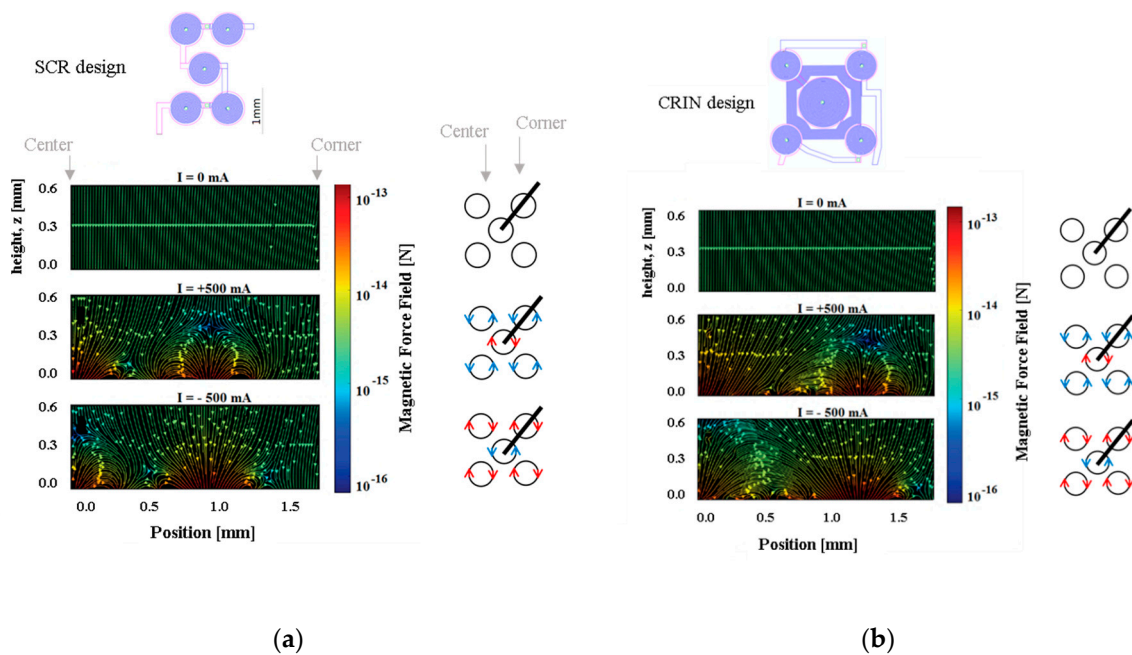 SCR design
1mm
Center
Corner
Center
Corner
I = 0 mA
0.6
0.3
0.0
height, z [mm]
I = +500 mA
0.6
0.3
0.0
I = - 500 mA
0.6
0.3
0.0
0.0
0.5
1.0
1.5
Position [mm]
10-13
10-14
10-15
10-16
Magnetic Force Field [N]
(a)
CRIN design
I = 0 mA
0.6
0.3
0.0
height, z [mm]
I = +500 mA
0.6
0.3
0.0
I = - 500 mA
0.6
0.3
0.0
0.0
0.5
1.0
1.5
Position [mm]
10-13
10-14
10-15
10-16
Magnetic Force Field [N]
(b)